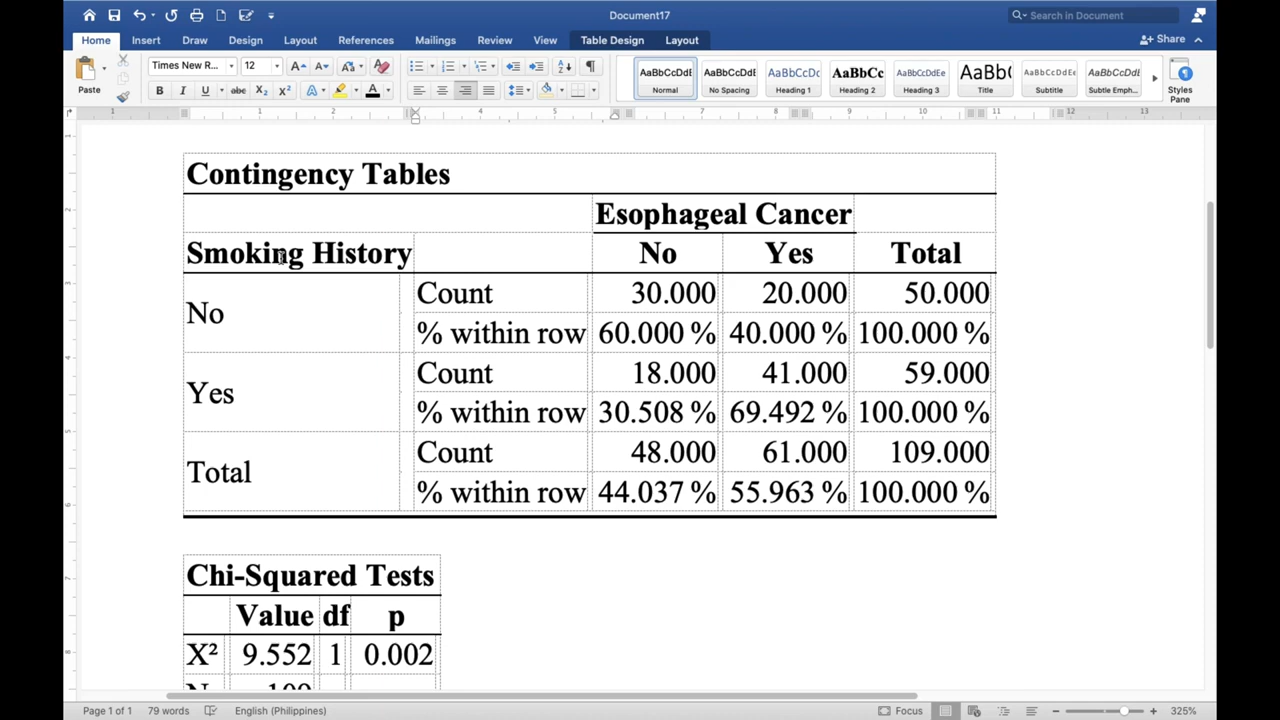 Document17
Search in Document
Home Insert Draw Design Layout References Mailings Review View Table Design Layout Share
Paste Times New R... 12
AaBbCcDdE AaBbCcDdE AaBbCcDc AaBbCc AaBbCcDdEe AaBb( AaBbCcDdEe AaBbCcDdEe
Normal No Spacing Heading 1 Heading 2 Heading 3 Title Subtitle Subtle Emph... Styles Pane
Contingency Tables
Esophageal Cancer
Smoking History No Yes Total
No Count 30.000 20.000 50.000
% within row 60.000 % 40.000 % 100.000 %
Yes Count 18.000 41.000 59.000
% within row 30.508 % 69.492 % 100.000 %
Total Count 48.000 61.000 109.000
% within row 44.037 % 55.963 % 100.000 %
Chi-Squared Tests
Value df p
X² 9.552 1 0.002
Page 1 of 1 79 words English (Philippines) Focus 325%